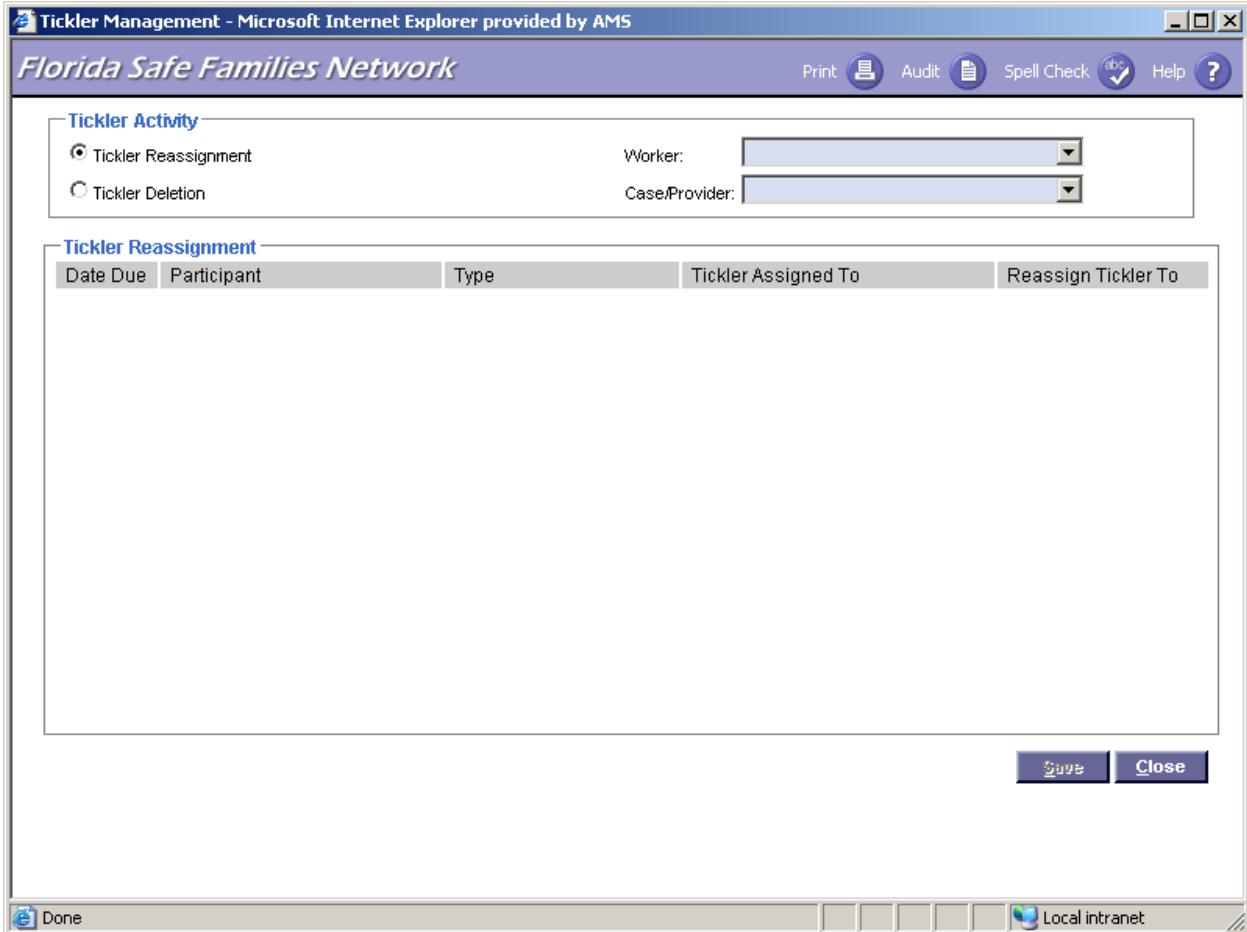 Tickler Management - Microsoft Internet Explorer provided by AMS
Florida Safe Families Network Print Audit abc Spell Check Help ?
Tickler Activity
Tickler Reassignment Worker:
Tickler Deletion Case/Provider:
Tickler Reassignment
Date Due Participant Type Tickler Assigned To Reassign Tickler To
Save Close
Done Local intranet